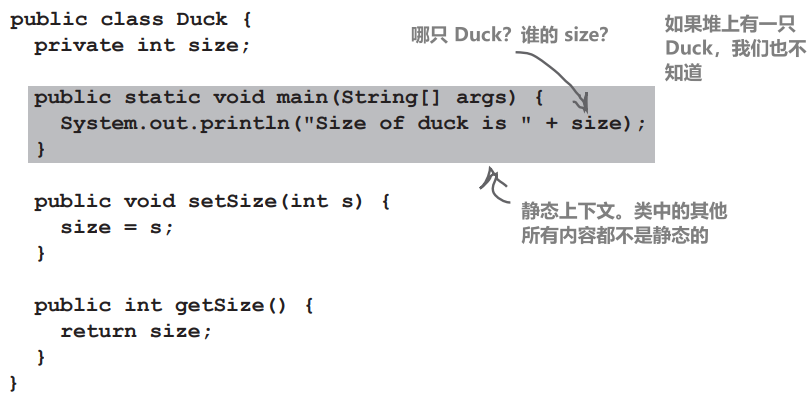 public class Duck {
private int size;
哪只 Duck？谁的 size？
如果堆上有一只
Duck，我们也不
知道
public static void main(String[] args) {
System.out.println("Size of duck is " + size);
}
静态上下文。类中的其他
所有内容都不是静态的
public void setSize(int s) {
size = s;
}
public int getSize() {
return size;
}
}